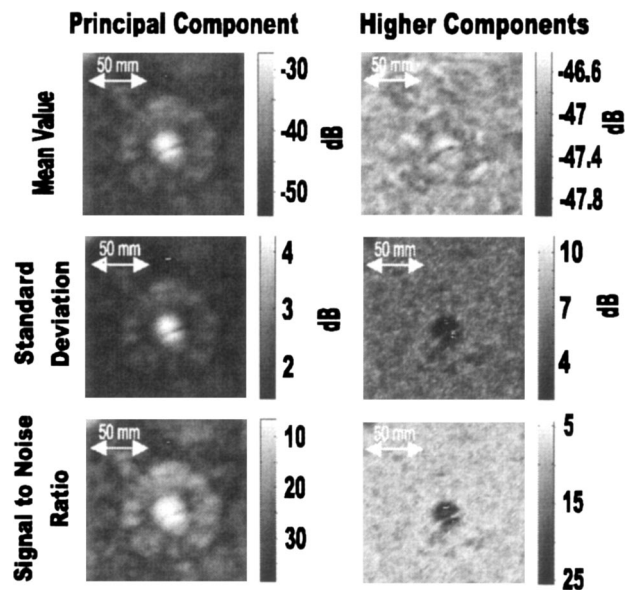 Principal Component
Higher Components
Mean Value
50 mm
-30
-40
-50
dB
50 mm
-46.6
-47
-47.4
-47.8
dB
Standard
Deviation
50 mm
4
3
2
dB
50 mm
10
7
4
dB
Signal to Noise
Ratio
50 mm
10
20
30
50 mm
5
15
25